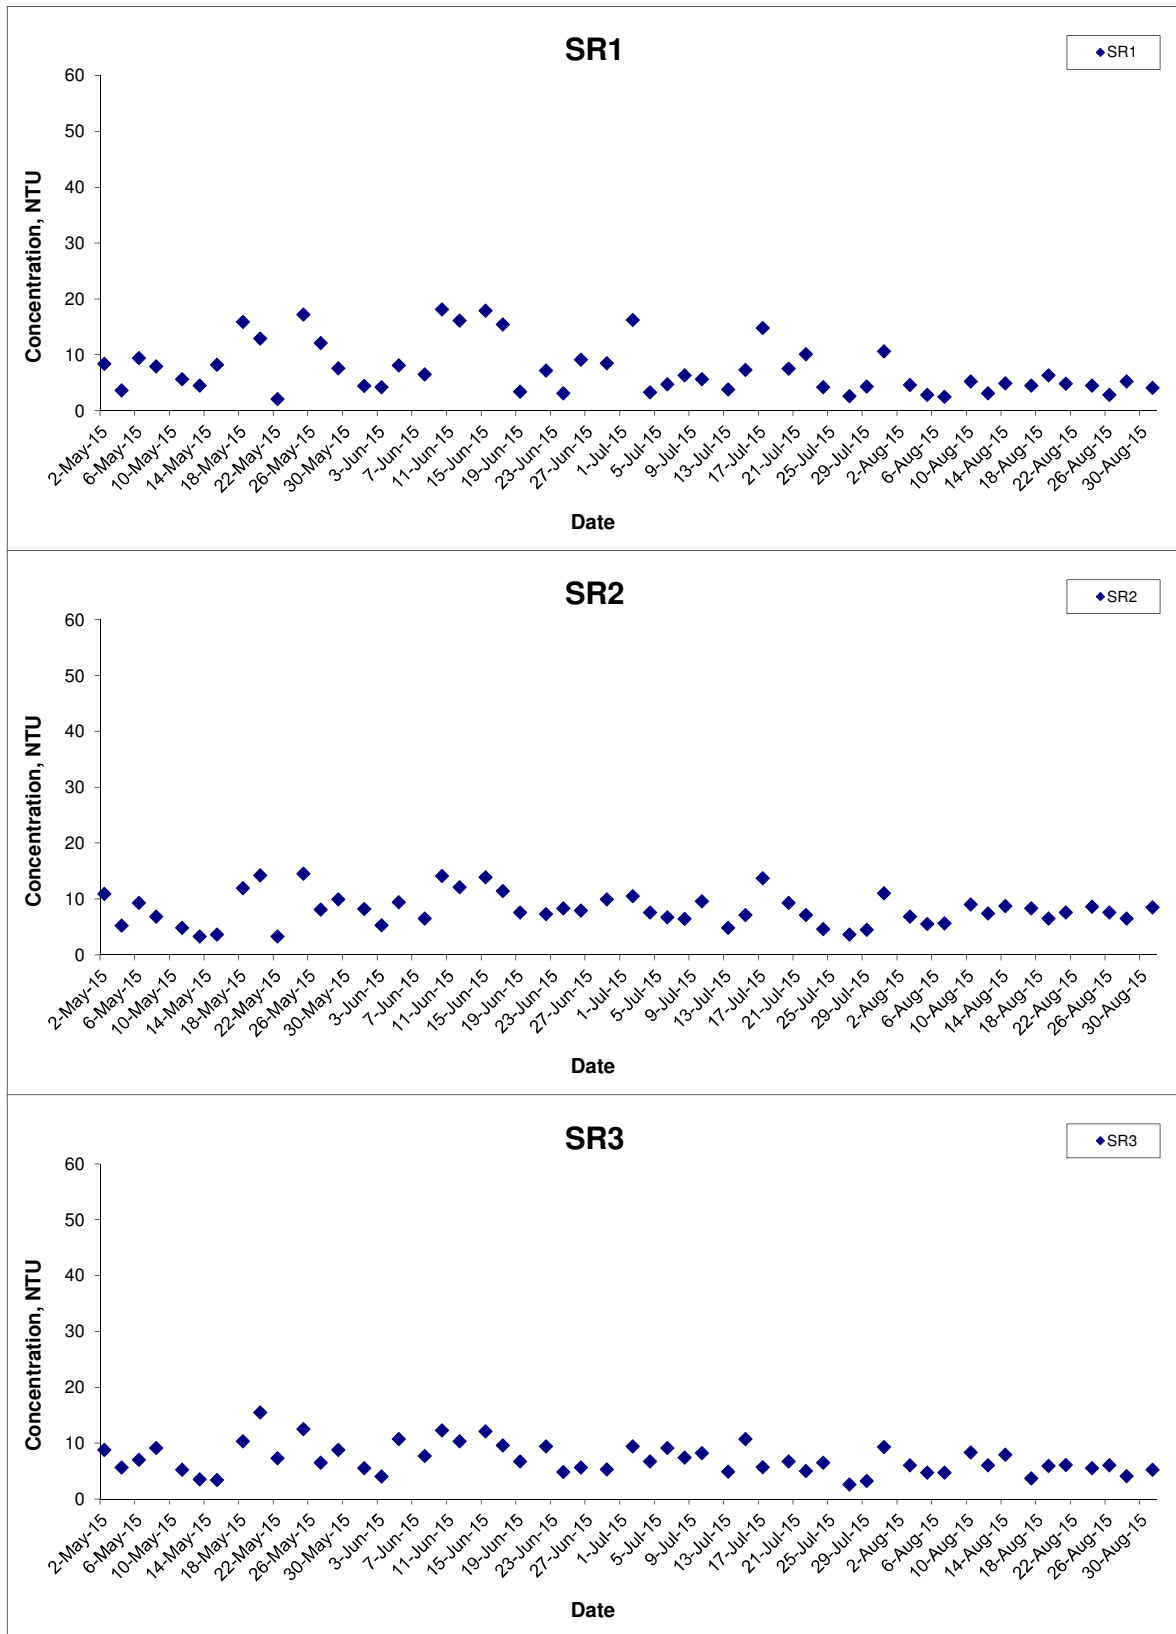 SR1
SR1
60
50
40
30
20
10
0
Concentration, NTU
2-May-15
6-May-15
10-May-15
14-May-15
18-May-15
22-May-15
26-May-15
30-May-15
3-Jun-15
7-Jun-15
11-Jun-15
15-Jun-15
19-Jun-15
23-Jun-15
27-Jun-15
1-Jul-15
5-Jul-15
9-Jul-15
13-Jul-15
17-Jul-15
21-Jul-15
25-Jul-15
29-Jul-15
2-Aug-15
6-Aug-15
10-Aug-15
14-Aug-15
18-Aug-15
22-Aug-15
26-Aug-15
30-Aug-15
Date
SR2
SR2
60
50
40
30
20
10
0
Concentration, NTU
2-May-15
6-May-15
10-May-15
14-May-15
18-May-15
22-May-15
26-May-15
30-May-15
3-Jun-15
7-Jun-15
11-Jun-15
15-Jun-15
19-Jun-15
23-Jun-15
27-Jun-15
1-Jul-15
5-Jul-15
9-Jul-15
13-Jul-15
17-Jul-15
21-Jul-15
25-Jul-15
29-Jul-15
2-Aug-15
6-Aug-15
10-Aug-15
14-Aug-15
18-Aug-15
22-Aug-15
26-Aug-15
30-Aug-15
Date
SR3
SR3
60
50
40
30
20
10
0
Concentration, NTU
2-May-15
6-May-15
10-May-15
14-May-15
18-May-15
22-May-15
26-May-15
30-May-15
3-Jun-15
7-Jun-15
11-Jun-15
15-Jun-15
19-Jun-15
23-Jun-15
27-Jun-15
1-Jul-15
5-Jul-15
9-Jul-15
13-Jul-15
17-Jul-15
21-Jul-15
25-Jul-15
29-Jul-15
2-Aug-15
6-Aug-15
10-Aug-15
14-Aug-15
18-Aug-15
22-Aug-15
26-Aug-15
30-Aug-15
Date